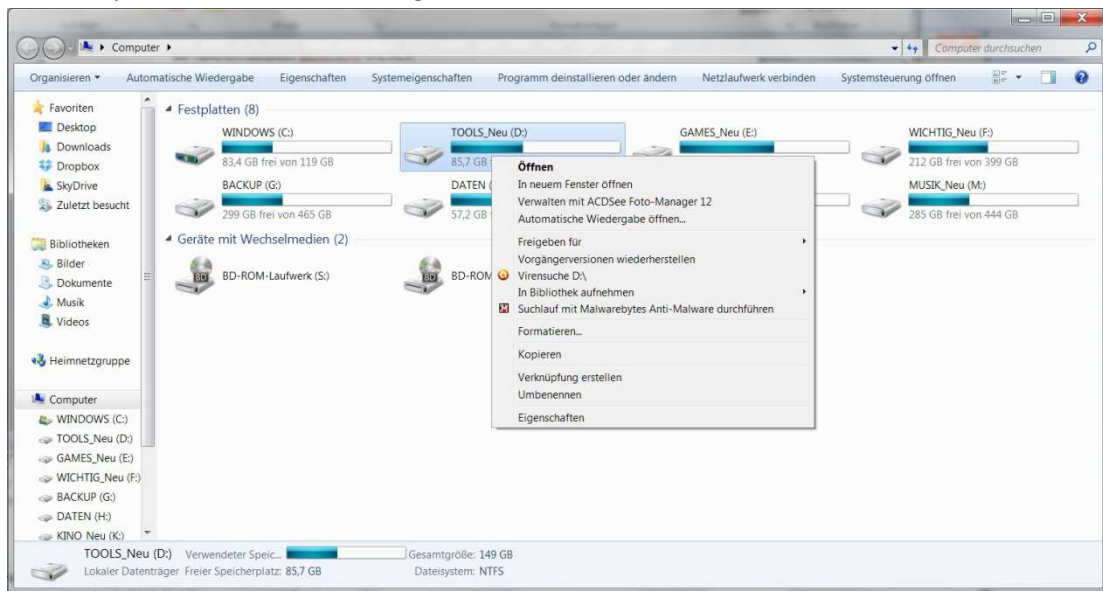 Computer
Computer durchsuchen
Organisieren
Automatische Wiedergabe
Eigenschaften
Systemeigenschaften
Programm deinstallieren oder ändern
Netzlaufwerk verbinden
Systemsteuerung öffnen
Favoriten
Desktop
Downloads
Dropbox
SkyDrive
Zuletzt besucht
Bibliotheken
Bilder
Dokumente
Musik
Videos
Heimnetzgruppe
Computer
WINDOWS (C:)
TOOLS_Neu (D:)
GAMES_Neu (E:)
WICHTIG_Neu (F:)
BACKUP (G:)
DATEN (H:)
KINO Neu (K:)
Festplatten (8)
WINDOWS (C:)
83,4 GB frei von 119 GB
TOOLS_Neu (D:)
85,7 GB
GAMES_Neu (E:)
WICHTIG_Neu (F:)
212 GB frei von 399 GB
BACKUP (G:)
299 GB frei von 465 GB
DATEN (
57,2 GB
MUSIK_Neu (M:)
285 GB frei von 444 GB
Geräte mit Wechselmedien (2)
BD-ROM-Laufwerk (S:)
BD-ROM
Öffnen
In neuem Fenster öffnen
Verwalten mit ACDSee Foto-Manager 12
Automatische Wiedergabe öffnen...
Freigeben für
Vorgängerversionen wiederherstellen
Virensuche D:\
In Bibliothek aufnehmen
Suchlauf mit Malwarebytes Anti-Malware durchführen
Formatieren...
Kopieren
Verknüpfung erstellen
Umbenennen
Eigenschaften
TOOLS_Neu (D:) Verwendeter Speic... Gesamtgröße: 149 GB
Lokaler Datenträger Freier Speicherplatz: 85,7 GB Dateisystem: NTFS